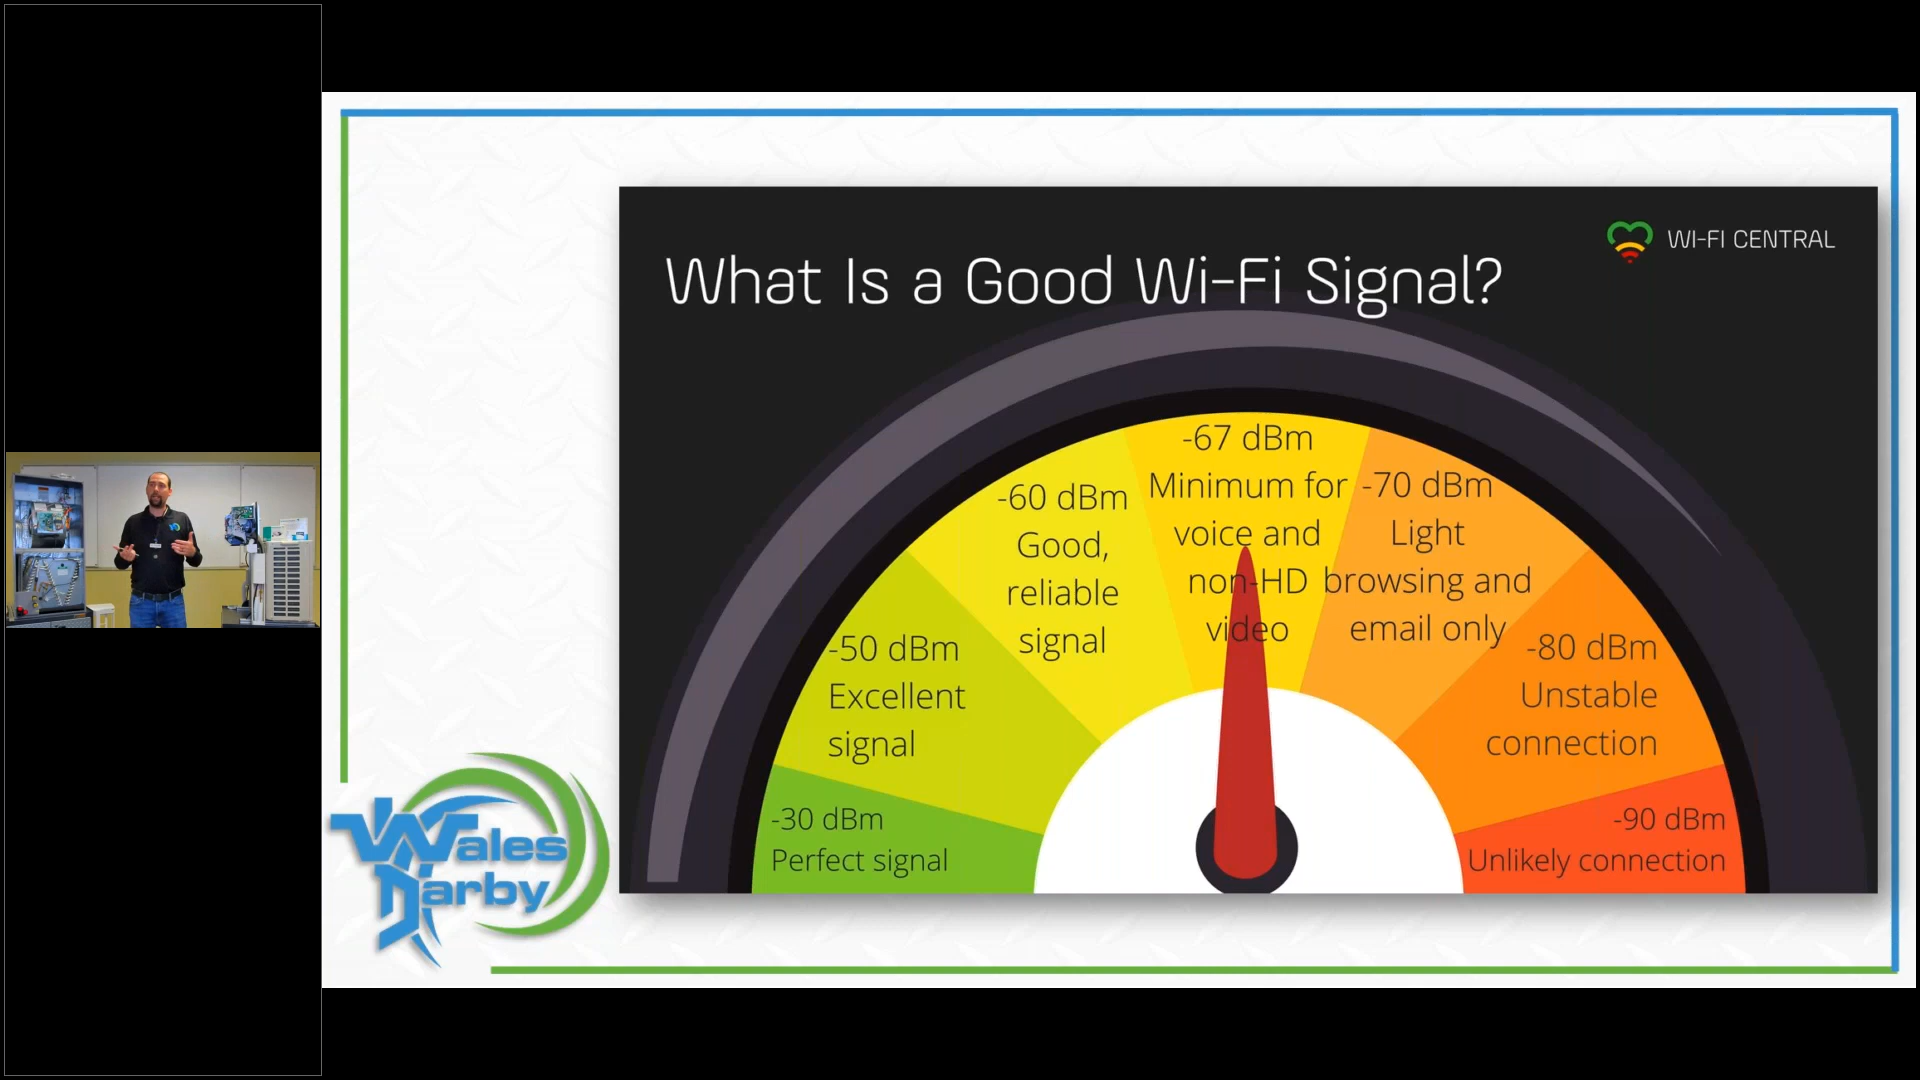 What Is a Good Wi-Fi Signal?
WI-FI CENTRAL
-30 dBm
Perfect signal
-50 dBm
Excellent
signal
-60 dBm
Good,
reliable
signal
-67 dBm
Minimum for
voice and
non-HD
video
-70 dBm
Light
browsing and
email only
-80 dBm
Unstable
connection
-90 dBm
Unlikely connection
Wales
Darby